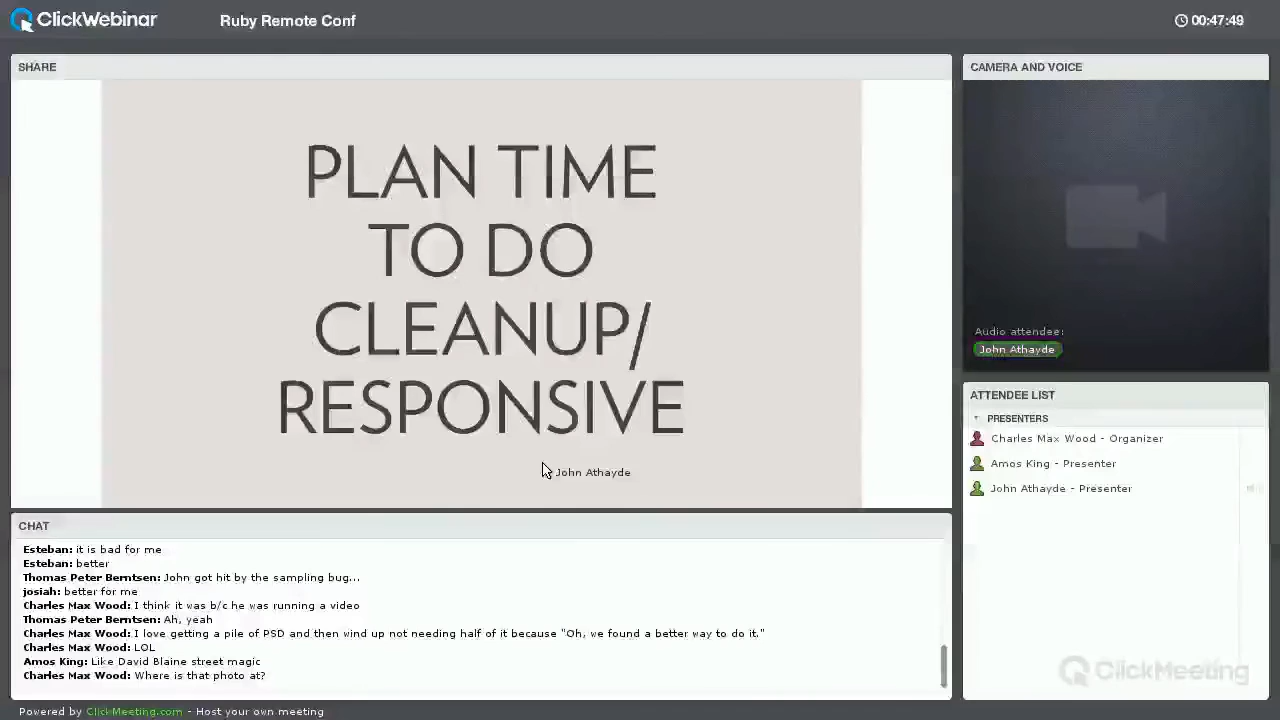 ClickWebinar
Ruby Remote Conf
00:47:49
SHARE
PLAN TIME
TO DO
CLEANUP/
RESPONSIVE
John Athayde
CAMERA AND VOICE
Audio attendee:
John Athayde
ATTENDEE LIST
PRESENTERS
Charles Max Wood - Organizer
Amos King - Presenter
John Athayde - Presenter
CHAT
Esteban: it is bad for me
Esteban: better
Thomas Peter Berntsen: John got hit by the sampling bug...
josiah: better for me
Charles Max Wood: I think it was b/c he was running a video
Thomas Peter Berntsen: Ah, yeah
Charles Max Wood: I love getting a pile of PSD and then wind up not needing half of it because "Oh, we found a better way to do it."
Charles Max Wood: LOL
Amos King: Like David Blaine street magic
Charles Max Wood: Where is that photo at?
ClickMeeting
Powered by ClickMeeting.com - Host your own meeting